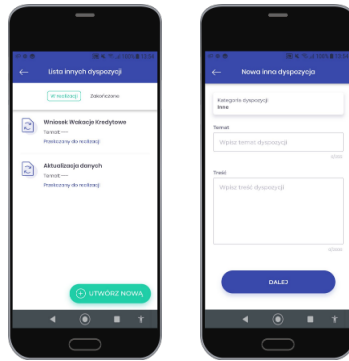 Lista innych dyspozycji
W realizacji Zakończone
Wniosek Wakacje Kredytowe
Temat: ----
Przekazany do realizacji
Aktualizacja danych
Temat: ----
Przekazany do realizacji
UTWÓRZ NOWĄ
Nowa inna dyspozycja
Kategoria dyspozycji
Inne
Temat
Wpisz temat dyspozycji
Treść
Wpisz treść dyspozycji
DALEJ